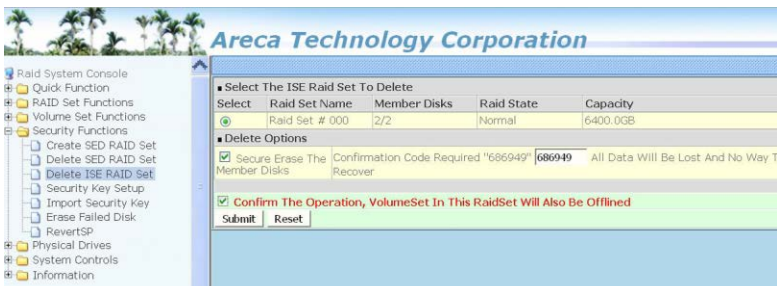 Areca Technology Corporation
Raid System Console
Quick Function
RAID Set Functions
Volume Set Functions
Security Functions
Create SED RAID Set
Delete SED RAID Set
Delete ISE RAID Set
Security Key Setup
Import Security Key
Erase Failed Disk
RevertSP
Physical Drives
System Controls
Information
▪ Select The ISE Raid Set To Delete
Select Raid Set Name Member Disks Raid State Capacity
Raid Set # 000 2/2 Normal 6400.0GB
▪ Delete Options
Secure Erase The Member Disks
Confirmation Code Required "686949" 686949 All Data Will Be Lost And No Way T
Recover
Confirm The Operation, VolumeSet In This RaidSet Will Also Be Offlined
Submit Reset